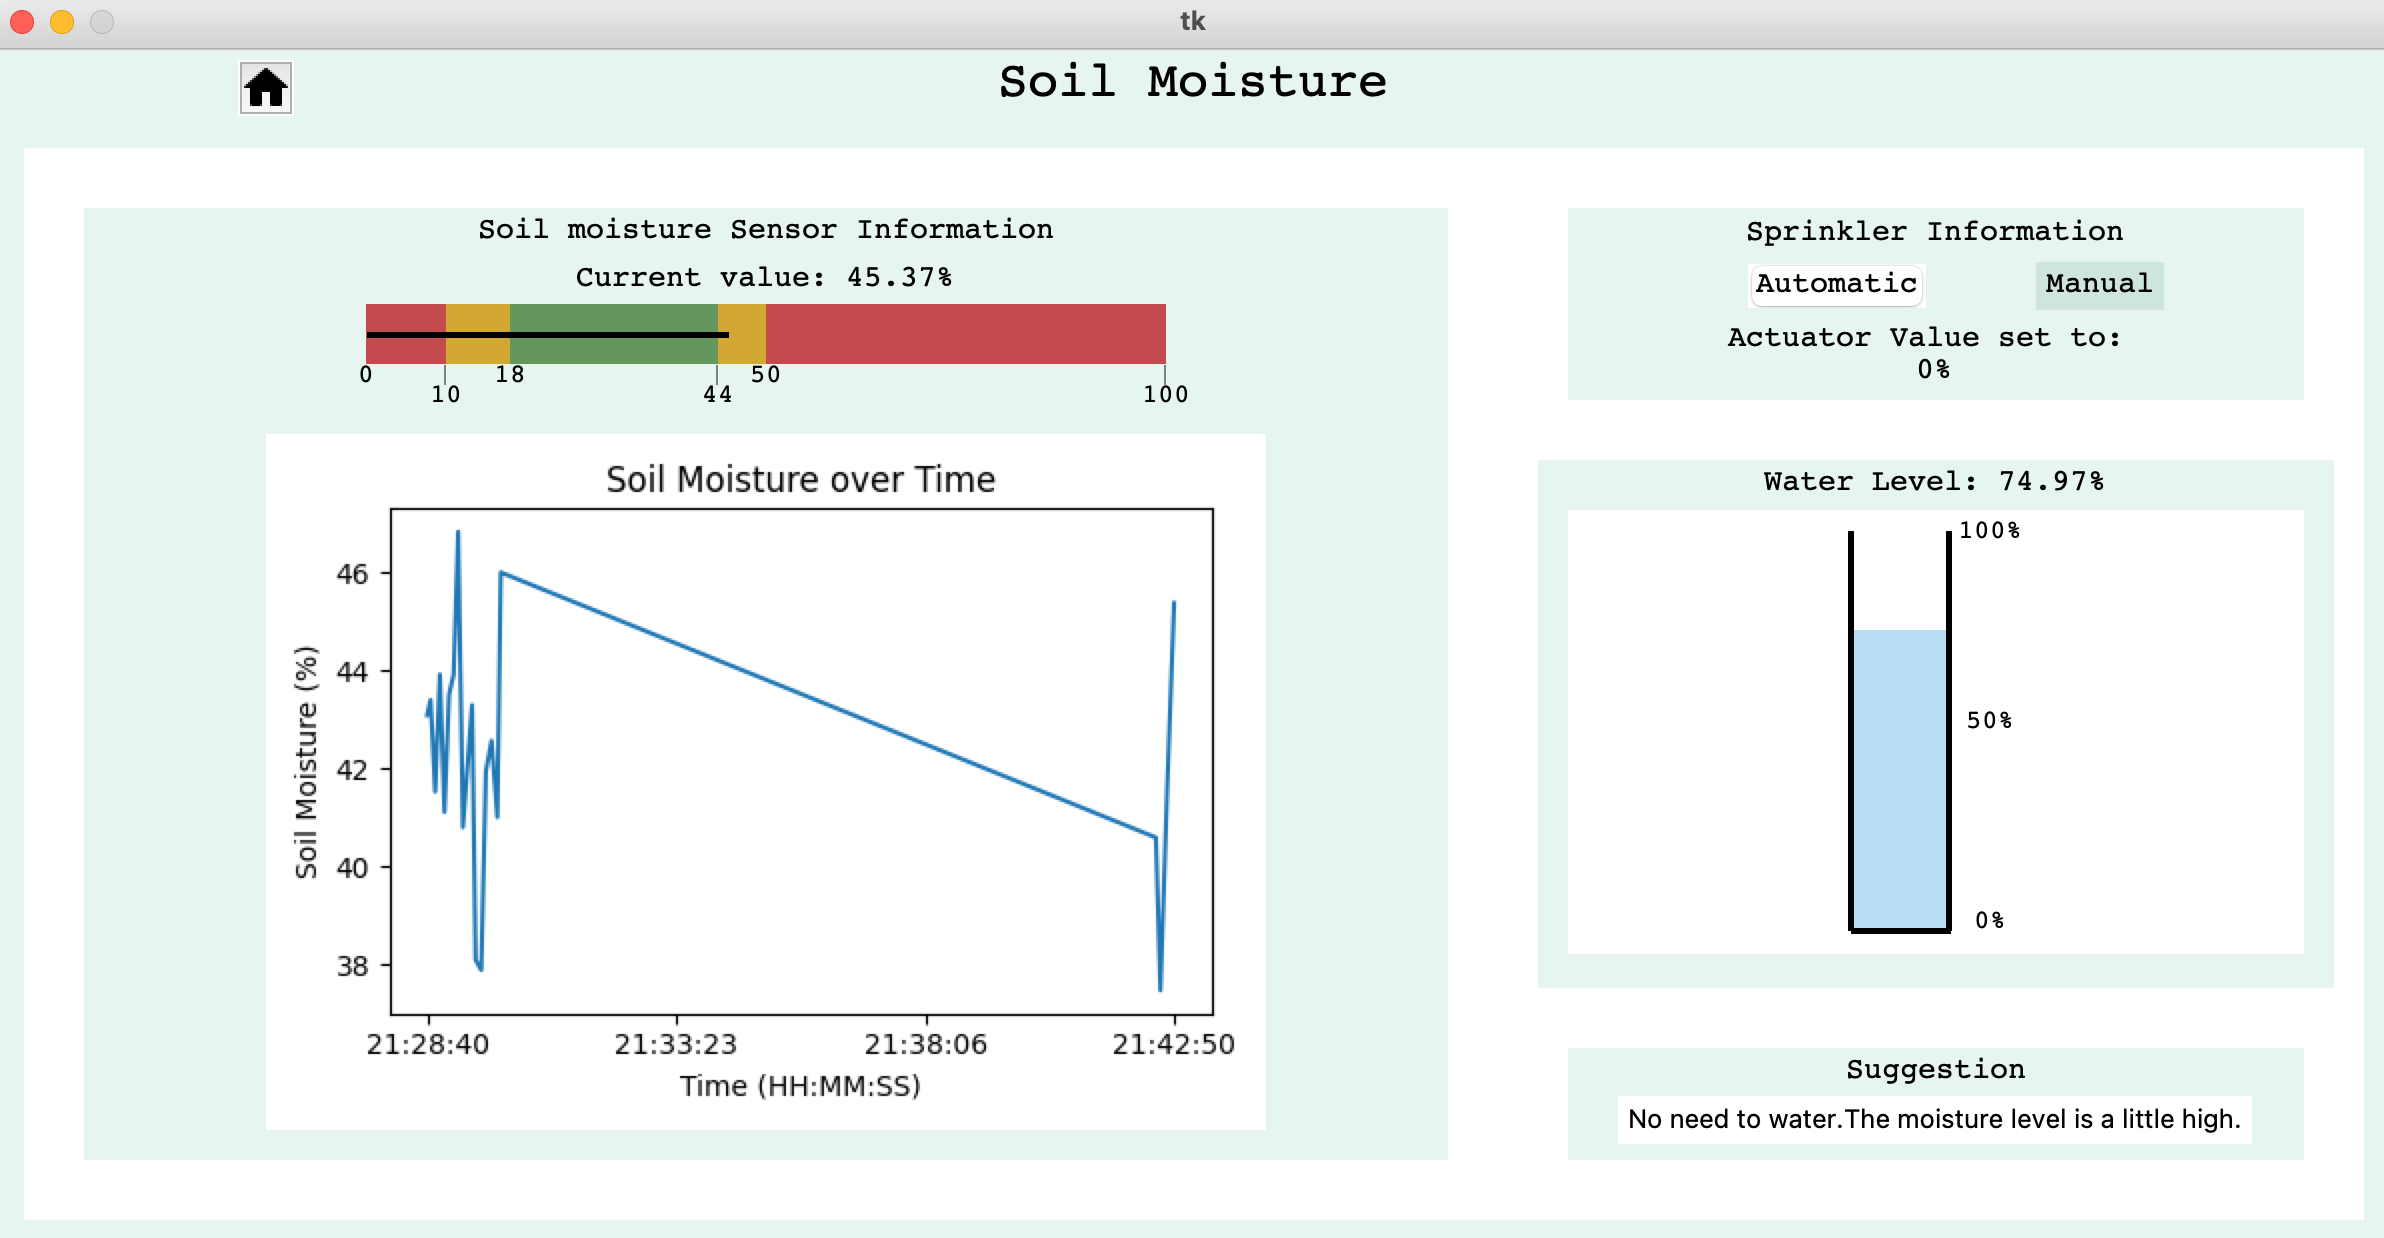 tk
Soil Moisture
Soil moisture Sensor Information
Current value: 45.37%
0 18 50
10 44 100
Soil Moisture over Time
Soil Moisture (%)
46
44
42
40
38
21:28:40 21:33:23 21:38:06 21:42:50
Time (HH:MM:SS)
Sprinkler Information
Automatic Manual
Actuator Value set to:
0%
Water Level: 74.97%
100%
50%
0%
Suggestion
No need to water.The moisture level is a little high.